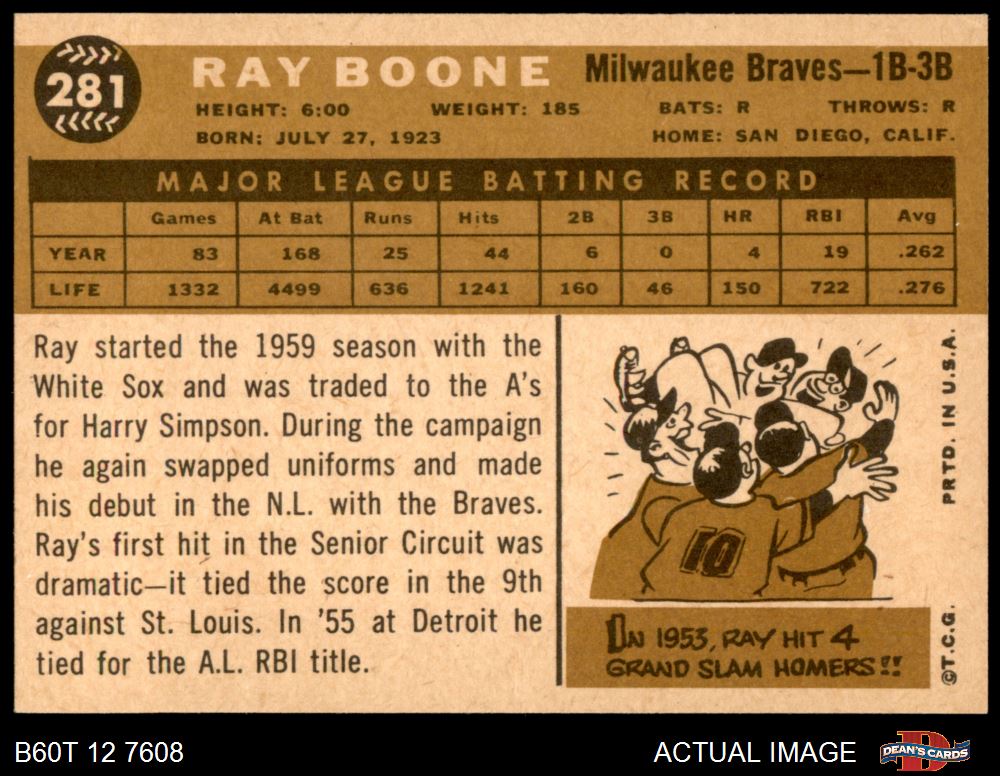 281
RAY BOONE Milwaukee Braves—1B-3B
HEIGHT: 6:00 WEIGHT: 185 BATS: R THROWS: R
BORN: JULY 27, 1923 HOME: SAN DIEGO, CALIF.
MAJOR LEAGUE BATTING RECORD
Games At Bat Runs Hits 2B 3B HR RBI Avg
YEAR 83 168 25 44 6 0 4 19 .262
LIFE 1332 4499 636 1241 160 46 150 722 .276
Ray started the 1959 season with the
White Sox and was traded to the A's
for Harry Simpson. During the campaign
he again swapped uniforms and made
his debut in the N.L. with the Braves.
Ray's first hit in the Senior Circuit was
dramatic—it tied the score in the 9th
against St. Louis. In '55 at Detroit he
tied for the A.L. RBI title.
10
IN 1953, RAY HIT 4
GRAND SLAM HOMERS!!
©T.C.G. PRTD. IN U.S.A.
B60T 12 7608 ACTUAL IMAGE
D
DEAN'S CARDS